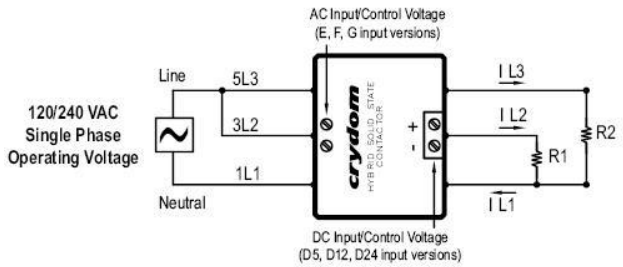 AC Input/Control Voltage
(E, F, G input versions)
120/240 VAC
Single Phase
Operating Voltage
Line
5L3
3L2
1L1
Neutral
crydom
HYBRID SOLID STATE
CONTACTOR
+
-
I L3
I L2
R1
R2
I L1
DC Input/Control Voltage
(D5, D12, D24 input versions)